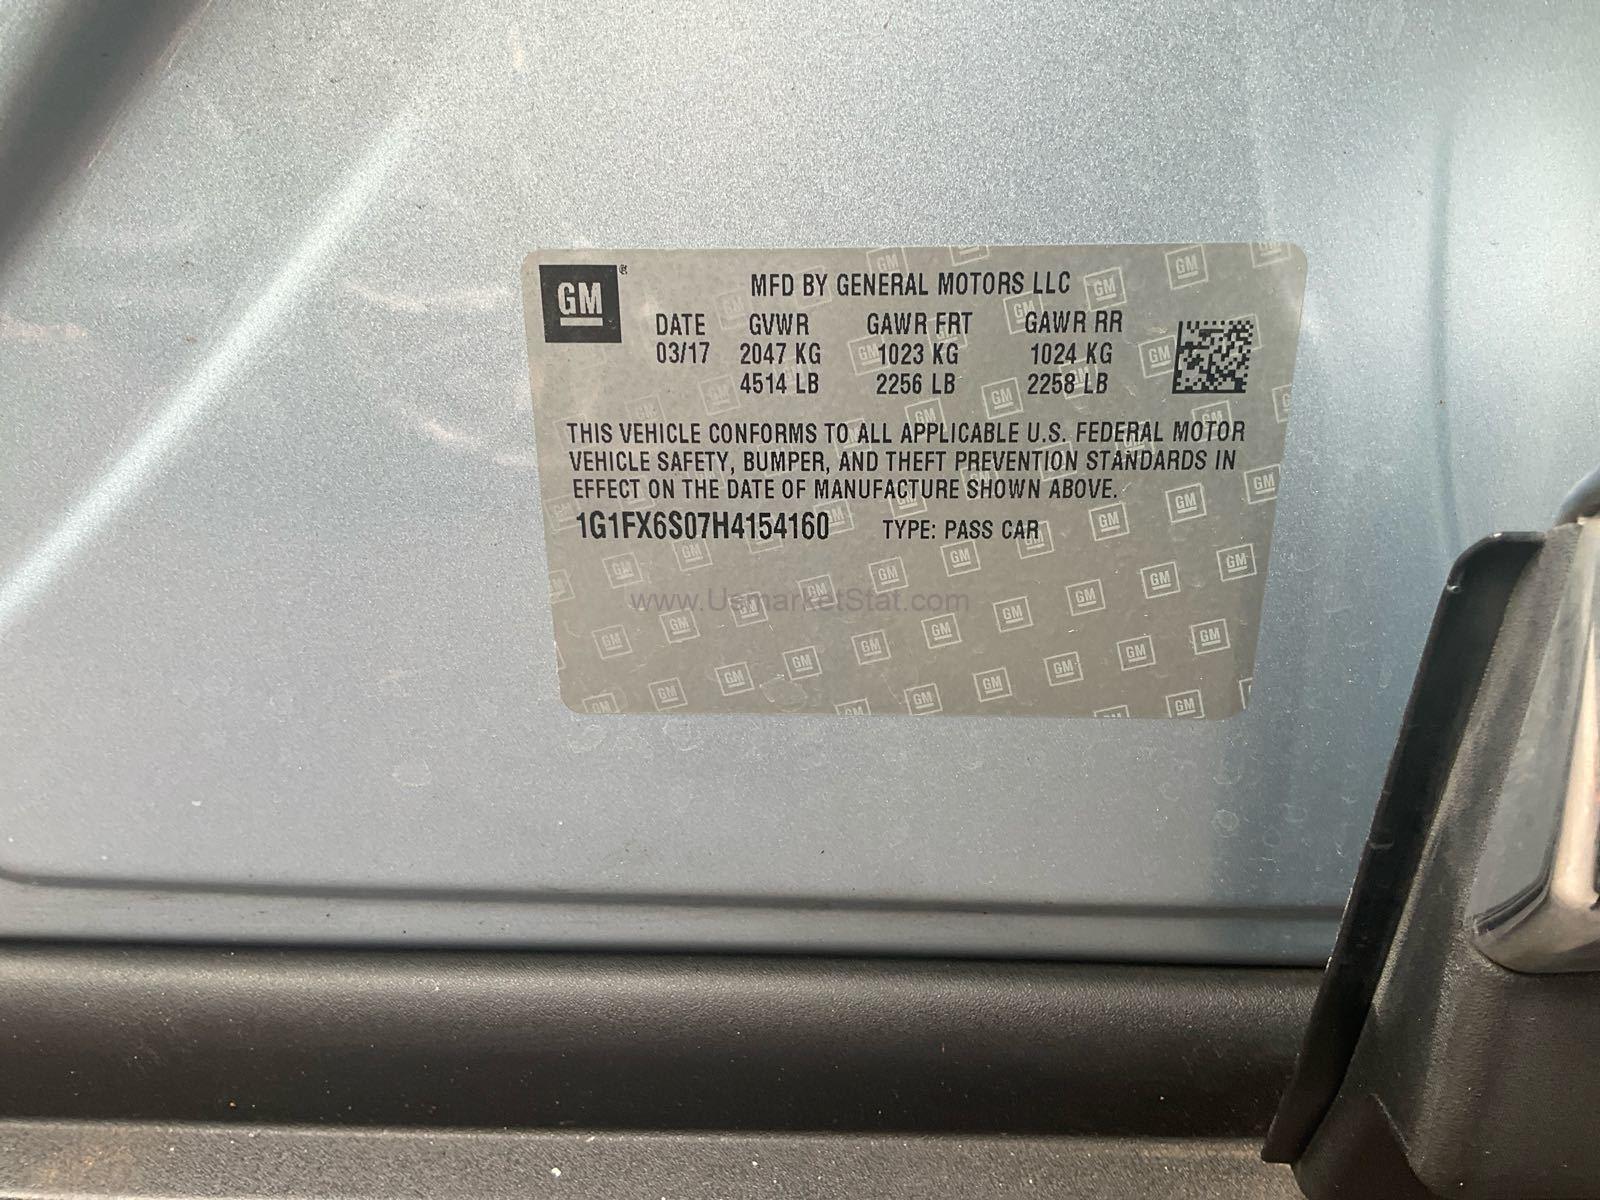 GM®
MFD BY GENERAL MOTORS LLC
DATE GVWR GAWR FRT GAWR RR
03/17 2047 KG 1023 KG 1024 KG
4514 LB 2256 LB 2258 LB
THIS VEHICLE CONFORMS TO ALL APPLICABLE U.S. FEDERAL MOTOR
VEHICLE SAFETY, BUMPER, AND THEFT PREVENTION STANDARDS IN
EFFECT ON THE DATE OF MANUFACTURE SHOWN ABOVE.
1G1FX6S07H4154160 TYPE: PASS CAR
www.UsmarketStat.com